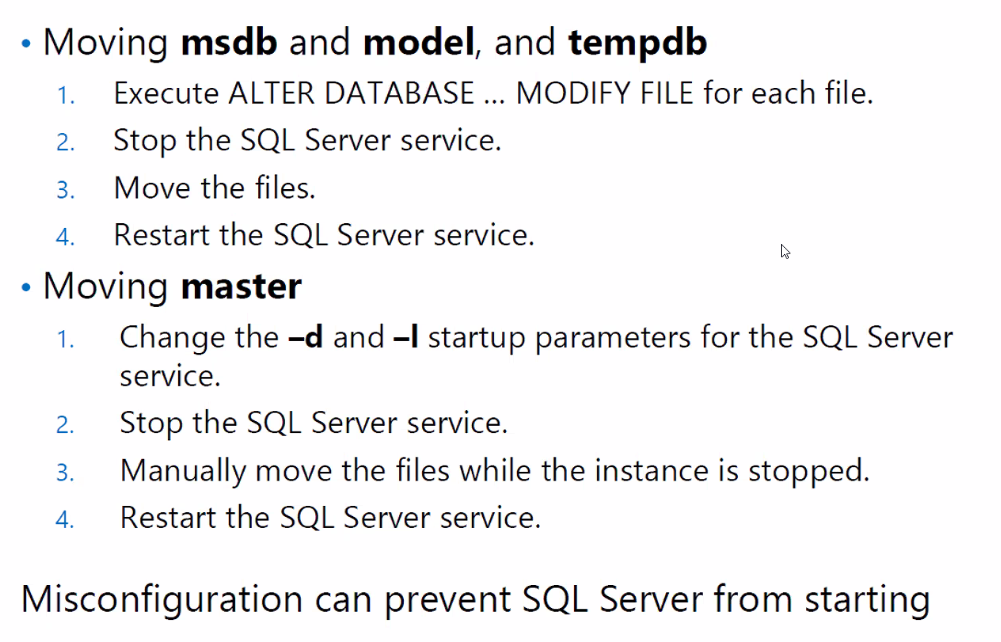 • Moving msdb and model, and tempdb
1. Execute ALTER DATABASE ... MODIFY FILE for each file.
2. Stop the SQL Server service.
3. Move the files.
4. Restart the SQL Server service.
• Moving master
1. Change the –d and –l startup parameters for the SQL Server
service.
2. Stop the SQL Server service.
3. Manually move the files while the instance is stopped.
4. Restart the SQL Server service.
Misconfiguration can prevent SQL Server from starting